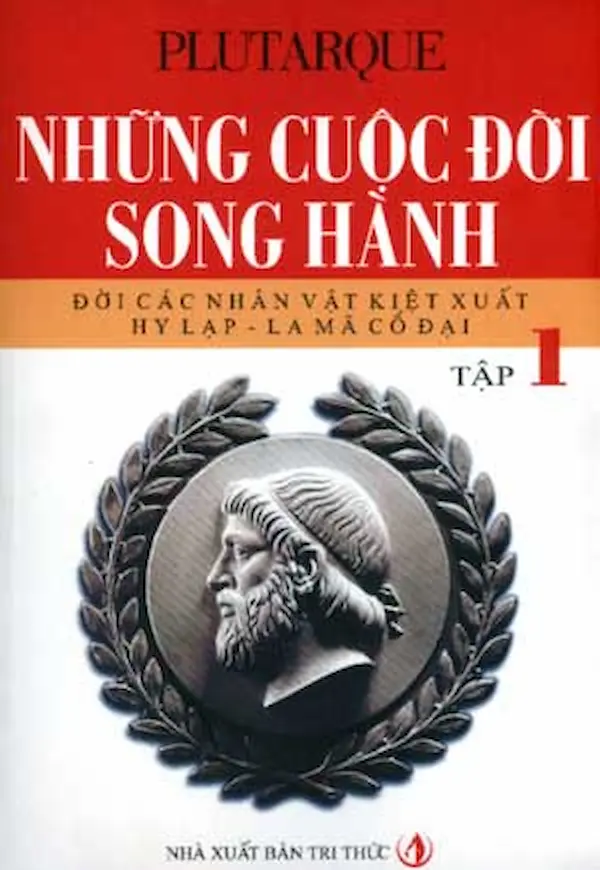 PLUTARQUE
NHỮNG CUỘC ĐỜI
SONG HÀNH
ĐỜI CÁC NHÂN VẬT KIỆT XUẤT
HY LẠP - LA MÃ CỔ ĐẠI
TẬP 1
NHÀ XUẤT BẢN TRI THỨC